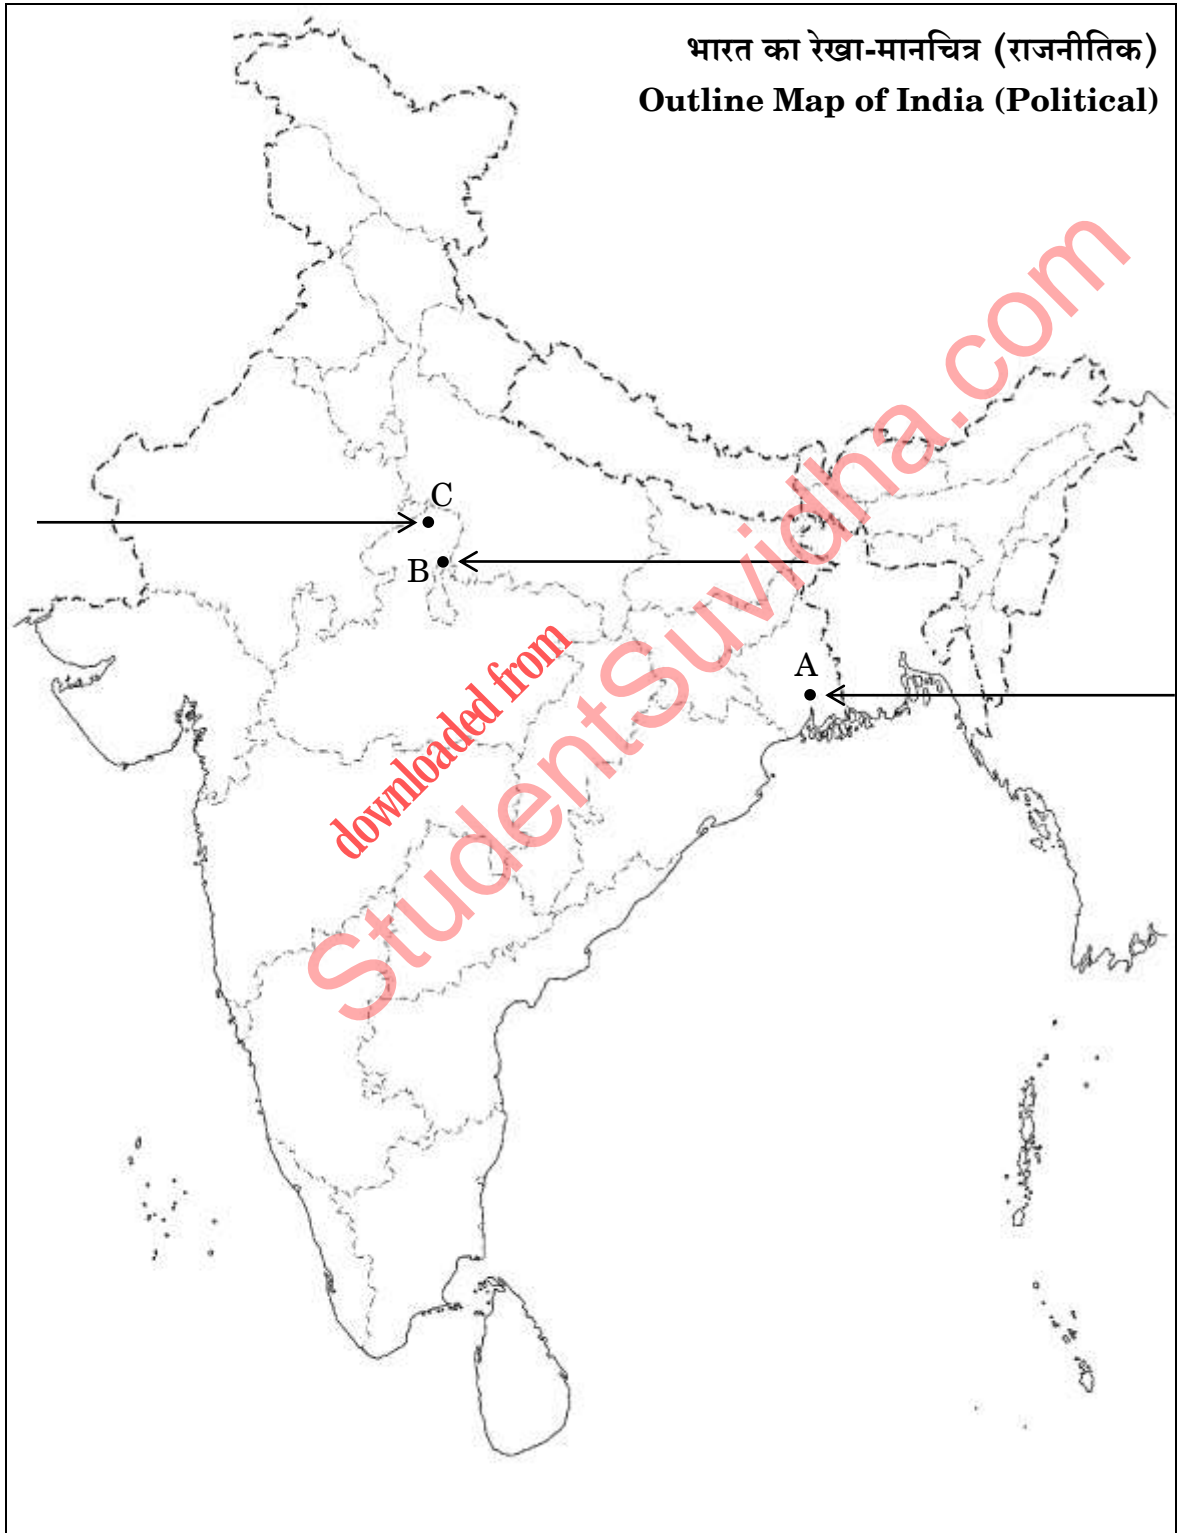 भारत का रेखा-मानचित्र (राजनीतिक)
Outline Map of India (Political)
C
B
A
downloaded from
StudentSuvidha.com